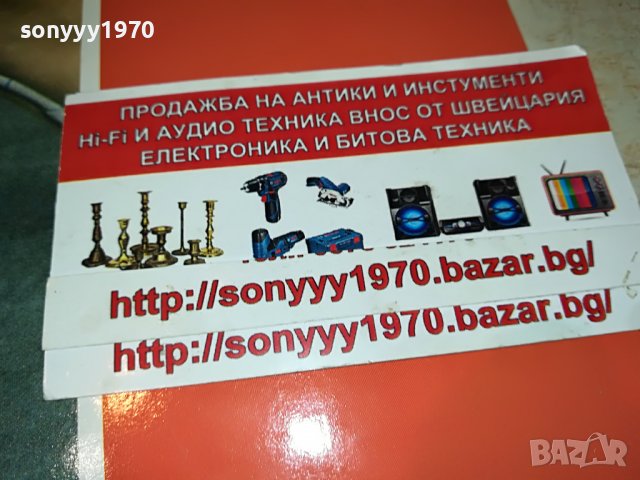 sonyyy1970
ПРОДАЖБА НА АНТИКИ И ИНСТУМЕНТИ
Hi-Fi И АУДИО ТЕХНИКА ВНОС ОТ ШВЕЙЦАРИЯ
ЕЛЕКТРОНИКА И БИТОВА ТЕХНИКА
http://sonyyy1970.bazar.bg/
http://sonyyy1970.bazar.bg/
BAZAR